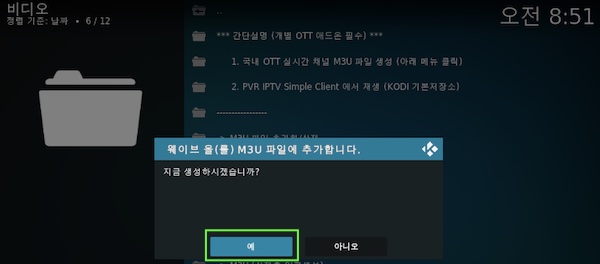 비디오
정렬 기준: 날짜 • 6 / 12
오전 8:51
..
*** 간단설명 (개별 OTT 애드온 필수) ***
1. 국내 OTT 실시간 채널 M3U 파일 생성 (아래 메뉴 클릭)
2. PVR IPTV Simple Client 에서 재생 (KODI 기본저장소)
----------------
웨이브 을(를) M3U 파일에 추가합니다.
지금 생성하시겠습니까?
예
아니오